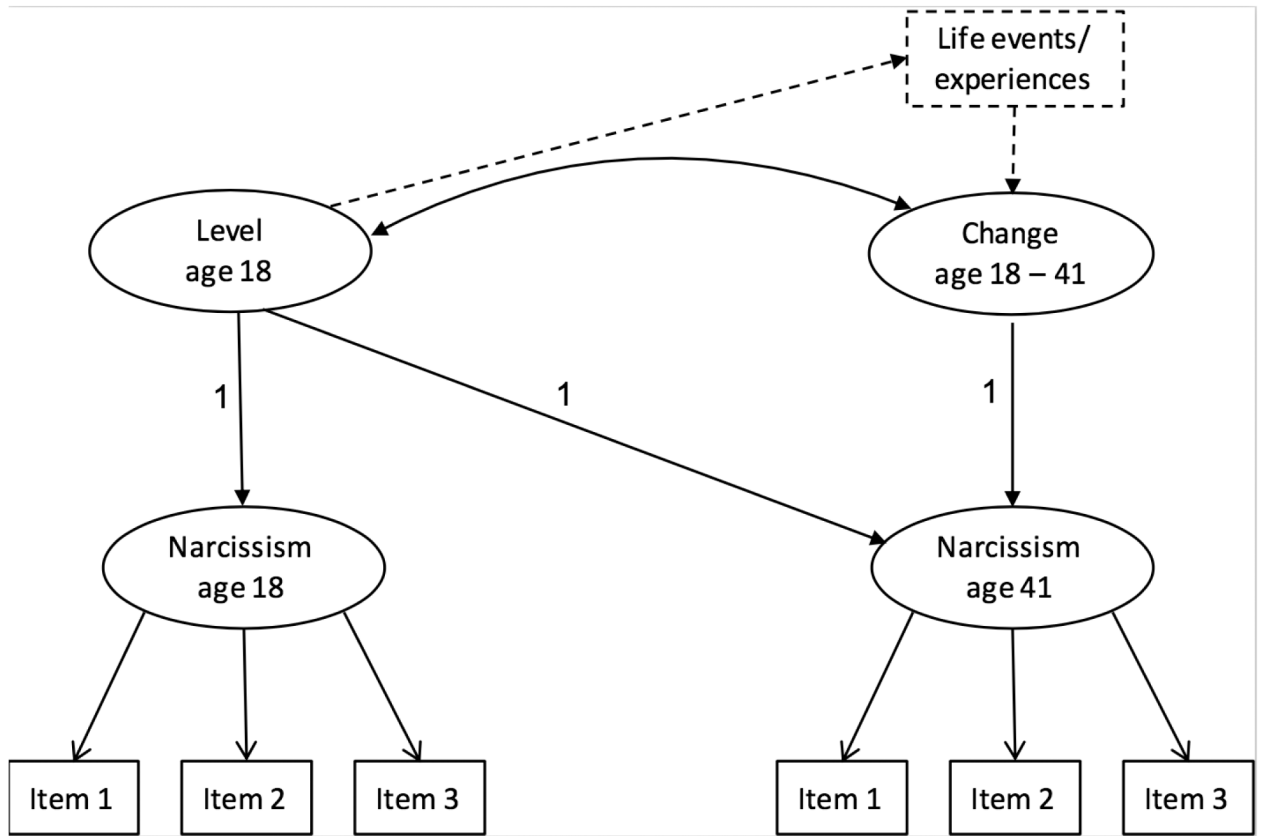 Life events/
experiences
Level
age 18
Change
age 18 – 41
1
1
1
Narcissism
age 18
Narcissism
age 41
Item 1
Item 2
Item 3
Item 1
Item 2
Item 3